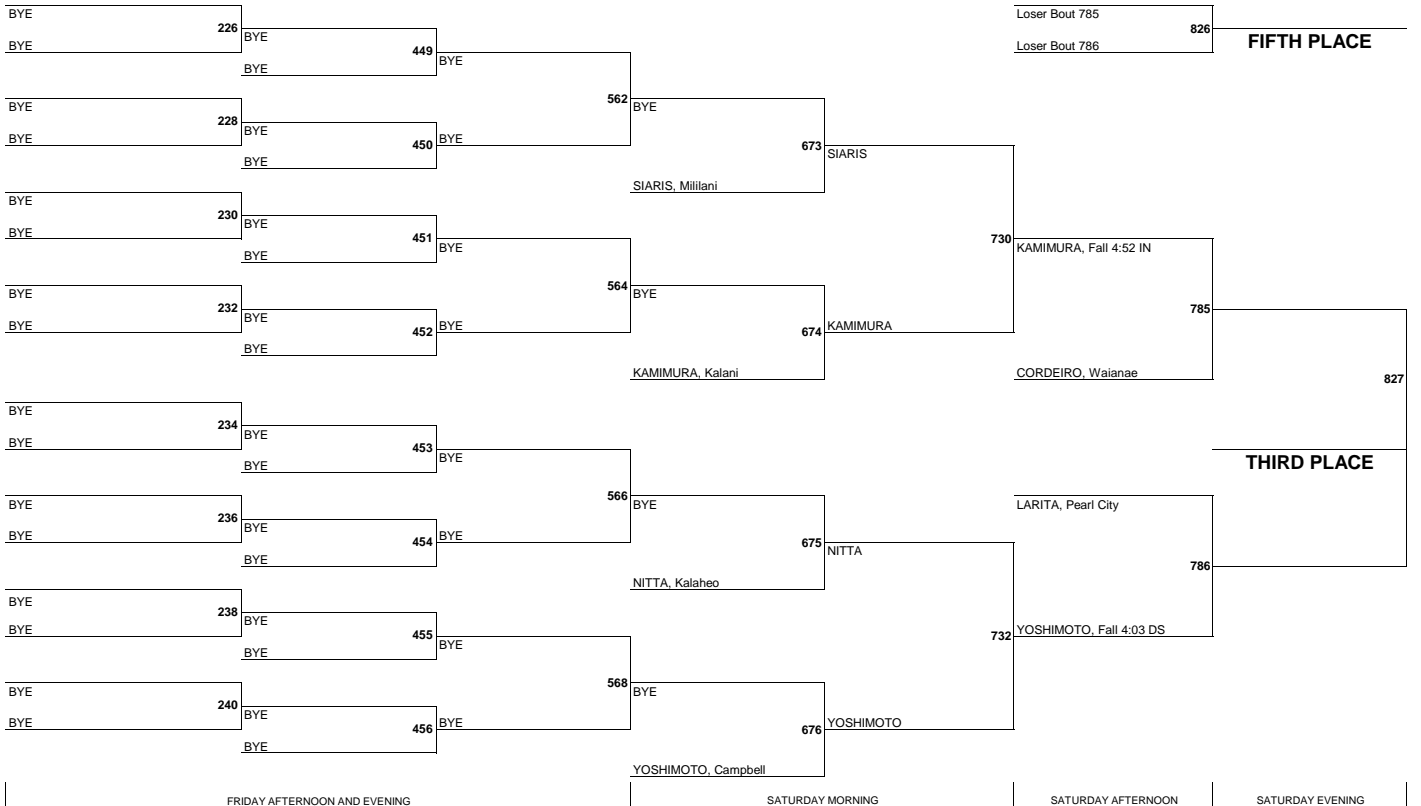 BYE
226
BYE
BYE
449
BYE
BYE
562
BYE
BYE
228
BYE
BYE
450
BYE
BYE
673
SIARIS
SIARIS, Mililani
BYE
230
BYE
BYE
451
BYE
BYE
564
BYE
BYE
232
BYE
BYE
452
BYE
BYE
674
KAMIMURA
KAMIMURA, Kalani
730
KAMIMURA, Fall 4:52 IN
785
CORDEIRO, Waianae
BYE
234
BYE
BYE
453
BYE
BYE
566
BYE
BYE
236
BYE
BYE
454
BYE
BYE
675
NITTA
NITTA, Kalaheo
BYE
238
BYE
BYE
455
BYE
BYE
568
BYE
BYE
240
BYE
BYE
456
BYE
BYE
676
YOSHIMOTO
YOSHIMOTO, Campbell
732
LARITA, Pearl City
786
YOSHIMOTO, Fall 4:03 DS
827
THIRD PLACE
Loser Bout 785
826
Loser Bout 786
FIFTH PLACE
FRIDAY AFTERNOON AND EVENING
SATURDAY MORNING
SATURDAY AFTERNOON
SATURDAY EVENING